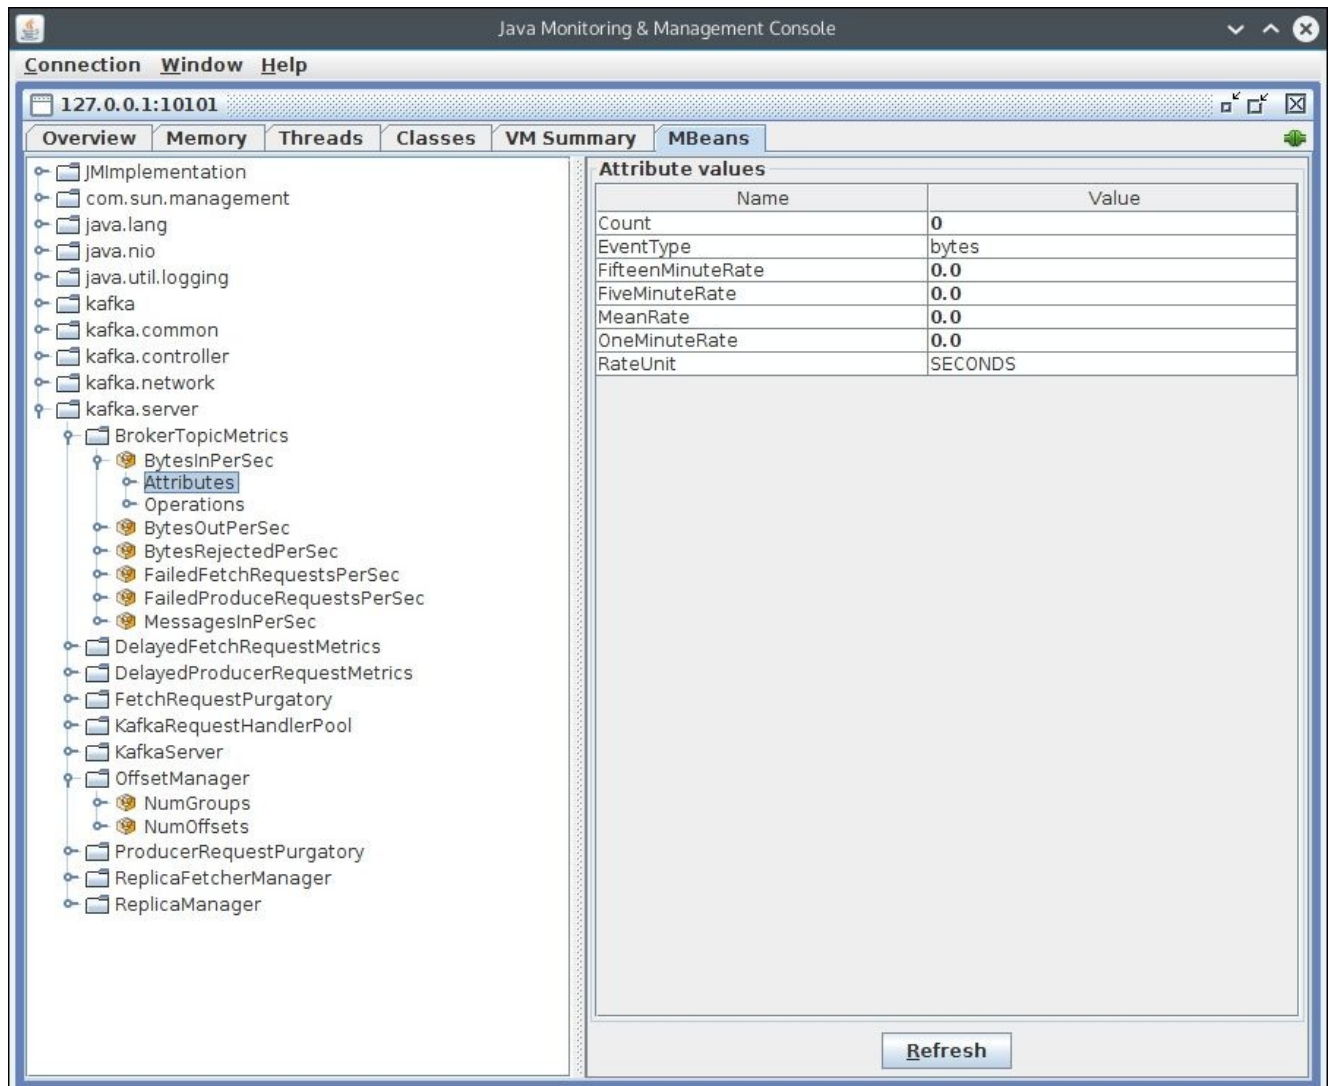 Java Monitoring & Management Console
Connection Window Help
127.0.0.1:10101
Overview Memory Threads Classes VM Summary MBeans
JMImplementation
com.sun.management
java.lang
java.nio
java.util.logging
kafka
kafka.common
kafka.controller
kafka.network
kafka.server
BrokerTopicMetrics
BytesInPerSec
Attributes
Operations
BytesOutPerSec
BytesRejectedPerSec
FailedFetchRequestsPerSec
FailedProduceRequestsPerSec
MessagesInPerSec
DelayedFetchRequestMetrics
DelayedProducerRequestMetrics
FetchRequestPurgatory
KafkaRequestHandlerPool
KafkaServer
OffsetManager
NumGroups
NumOffsets
ProducerRequestPurgatory
ReplicaFetcherManager
ReplicaManager
Attribute values
Name Value
Count 0
EventType bytes
FifteenMinuteRate 0.0
FiveMinuteRate 0.0
MeanRate 0.0
OneMinuteRate 0.0
RateUnit SECONDS
Refresh